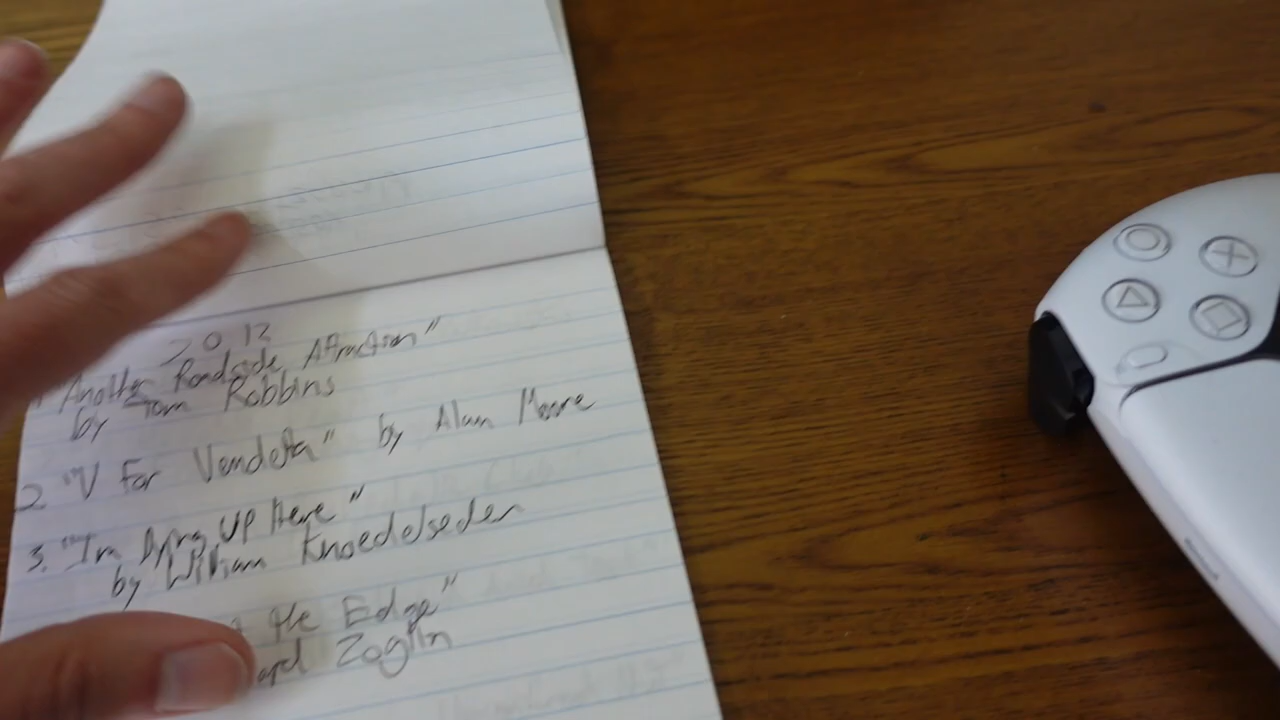 2012
"Another Roadside Attraction"
by Tom Robbins
2. "V For Vendetta" by Alan Moore
3. "Im Dying UP Here"
by William Knoedelseder
the Edge"
Zoglin